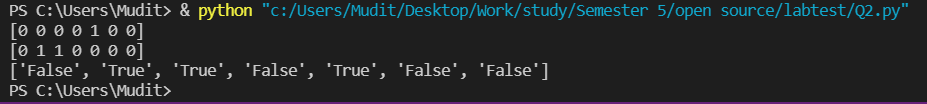 PS C:\Users\Mudit> & python "c:/Users/Mudit/Desktop/Work/study/Semester 5/open source/labtest/Q2.py"
[0 0 0 0 1 0 0]
[0 1 1 0 0 0 0]
['False', 'True', 'True', 'False', 'True', 'False', 'False']
PS C:\Users\Mudit>